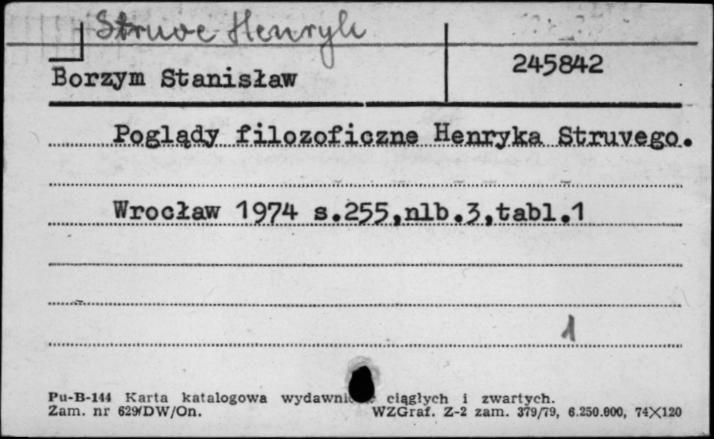 Struve Henryk
Borzym Stanisław
245842
Poglądy filozoficzne Henryka Struvego.
Wrocław 1974 s.255,nlb.3,tabl.1
1
Pu-B-144 Karta katalogowa ciągłych i zwartych.
Zam. nr 629/DW/On. WZGraf. Z-2 zam. 379/79, 6.250.000, 74X120